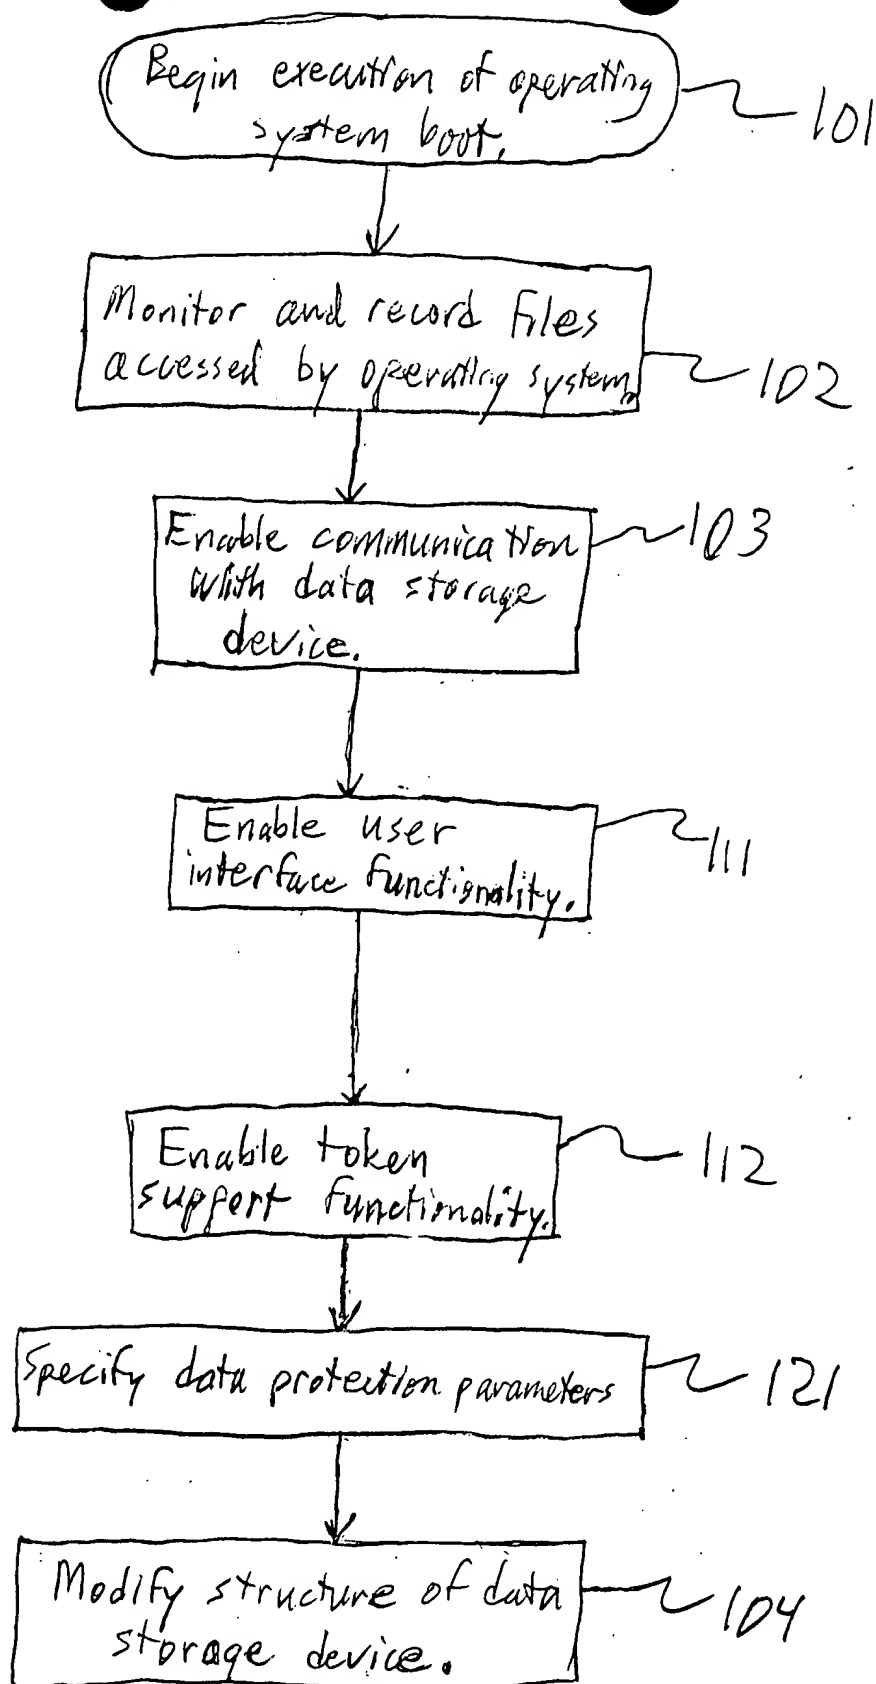 Begin execution of operating
system boot.
101
Monitor and record files
accessed by operating system.
102
Enable communication
with data storage
device.
103
Enable user
interface functionality.
111
Enable token
support functionality.
112
Specify data protection parameters
121
Modify structure of data
storage device.
104